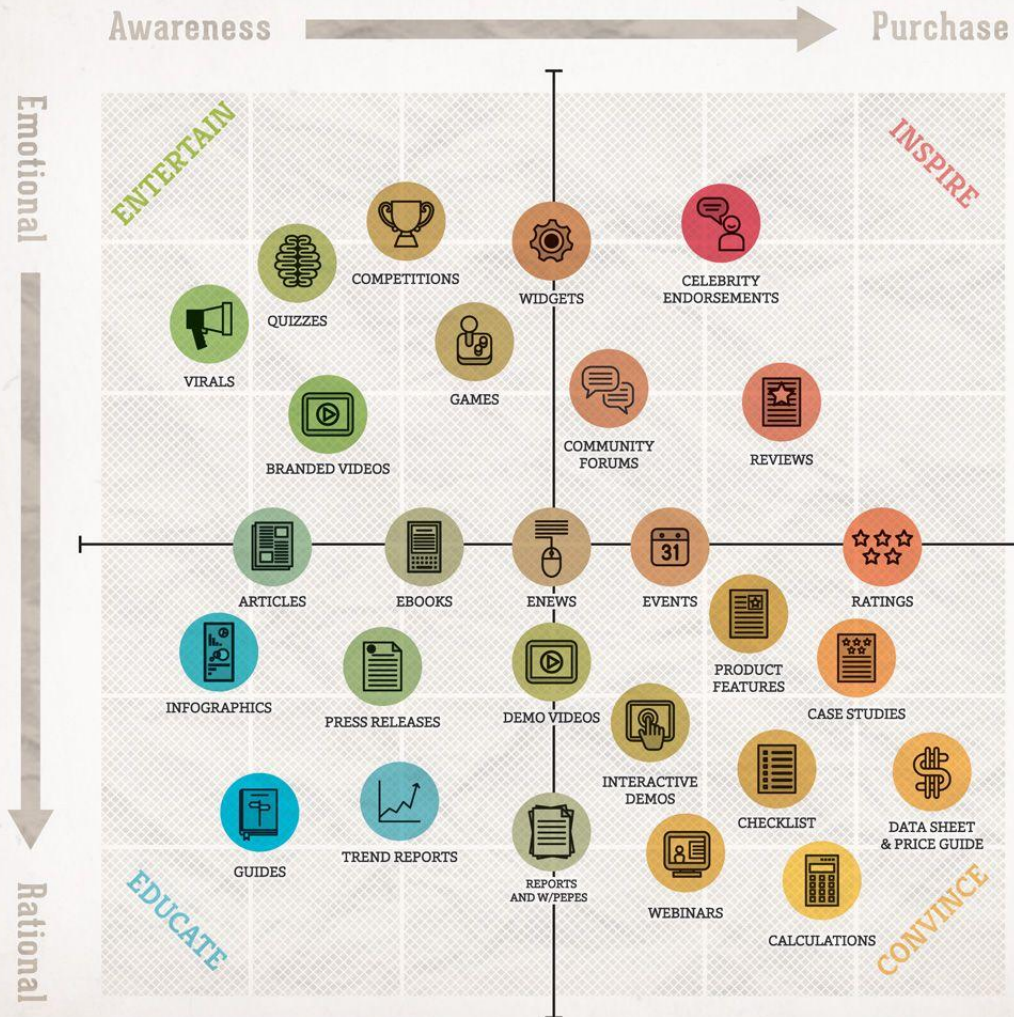 Awareness
Purchase
Emotional
Rational
ENTERTAIN
INSPIRE
COMPETITIONS
WIDGETS
CELEBRITY
ENDORSEMENTS
QUIZZES
VIRALS
GAMES
BRANDED VIDEOS
COMMUNITY
FORUMS
REVIEWS
31
ARTICLES
EBOOKS
ENEWS
EVENTS
RATINGS
INFOGRAPHICS
PRESS RELEASES
DEMO VIDEOS
PRODUCT
FEATURES
CASE STUDIES
INTERACTIVE
DEMOS
CHECKLIST
DATA SHEET
& PRICE GUIDE
GUIDES
TREND REPORTS
REPORTS
AND W/PEPES
WEBINARS
CALCULATIONS
EDUCATE
CONVINCE